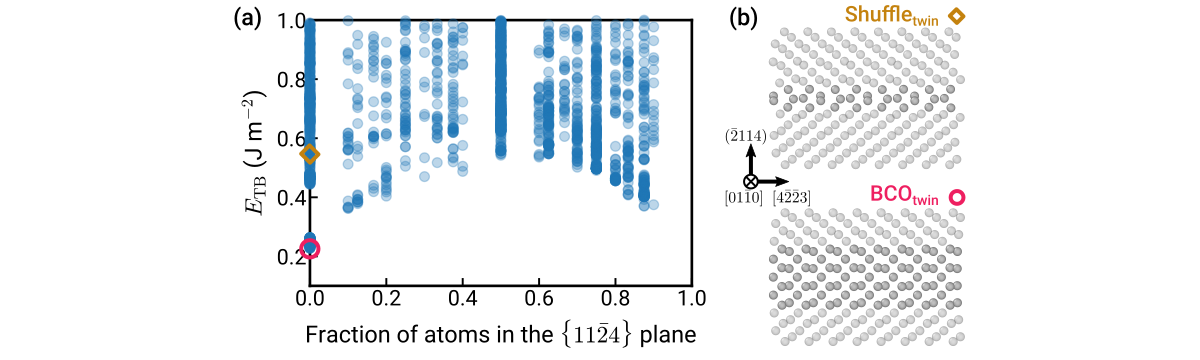 (a)
1.0
0.8
0.6
0.4
0.2
E_TB (J m⁻²)
0.0 0.2 0.4 0.6 0.8 1.0
Fraction of atoms in the {112̄4} plane
(b)
Shuffle_twin
(2̄114)
[011̄0] [42̄2̄3]
BCO_twin